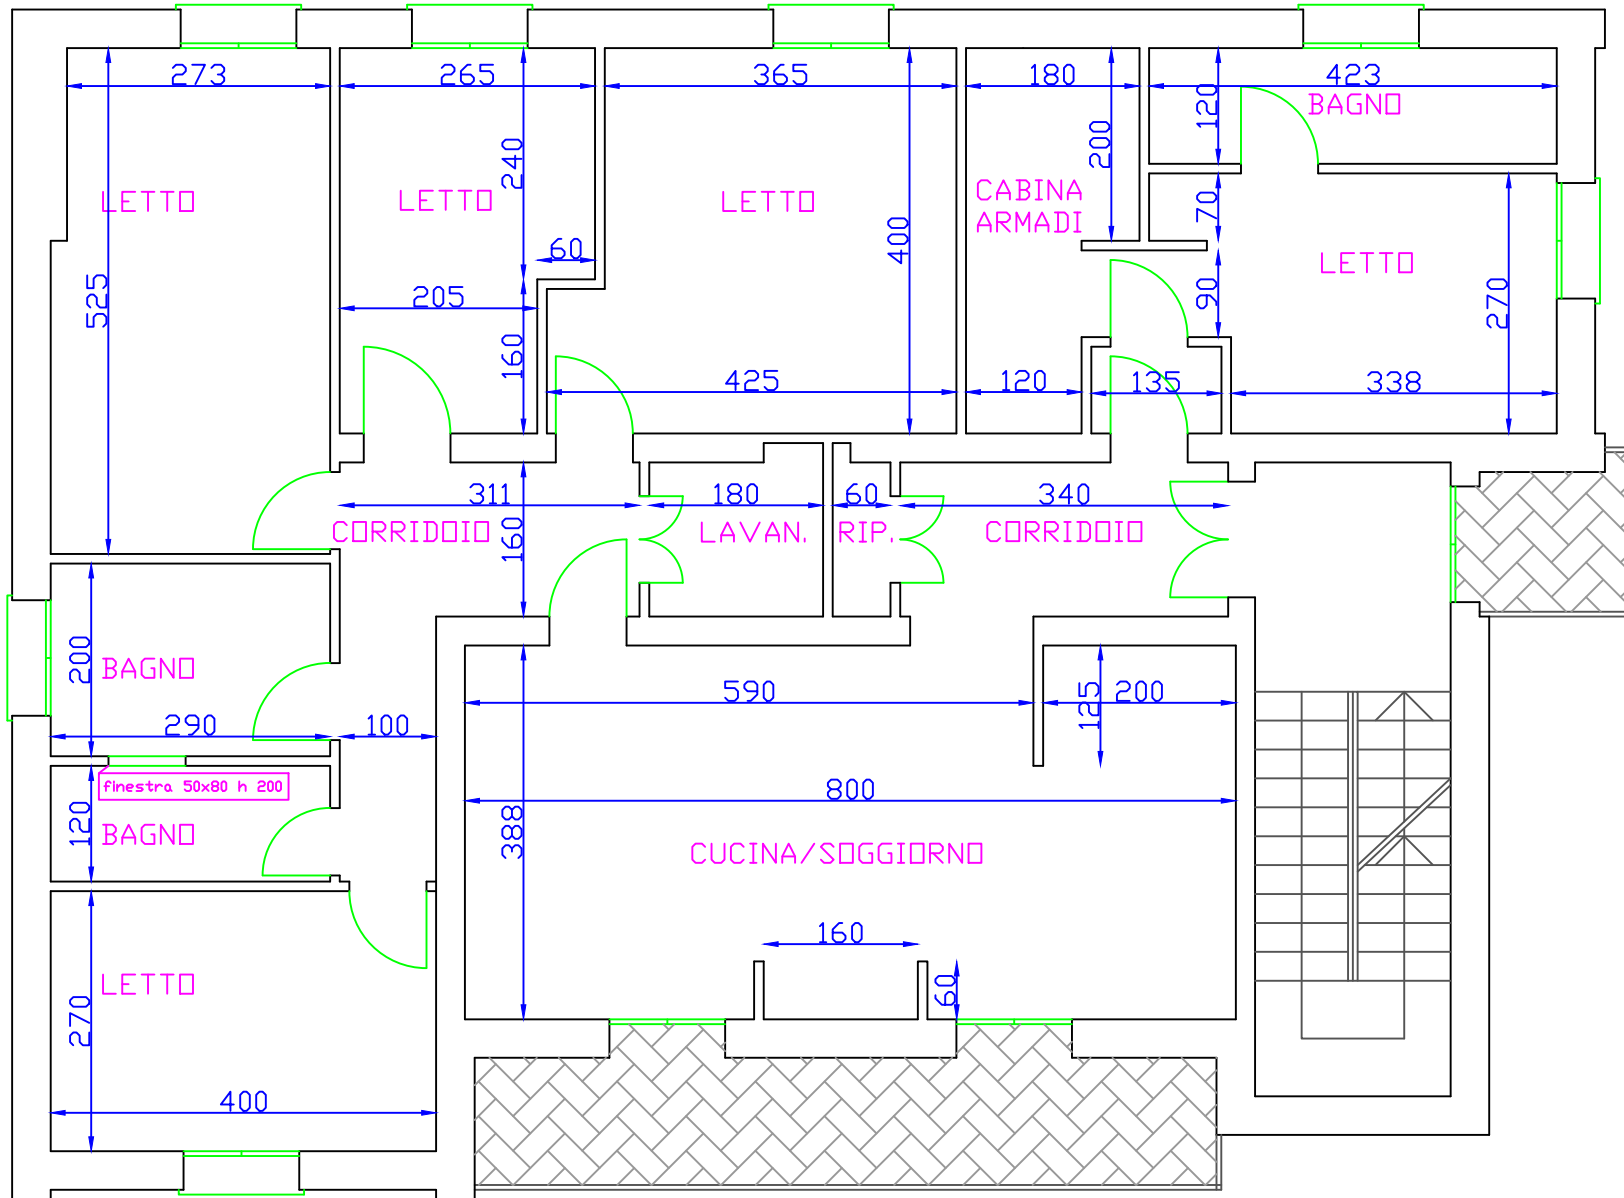 273
265
365
180
423
BAGNO
120
240
200
LETTO
LETTO
LETTO
CABINA
ARMADI
70
400
60
LETTO
525
205
90
270
160
425
120
135
338
311
180
60
340
CORRIDOIO
160
LAVAN.
RIP.
CORRIDOIO
200
BAGNO
590
125
200
290
100
finestra 50x80 h 200
800
120
BAGNO
388
CUCINA/SOGGIORNO
160
LETTO
60
270
400